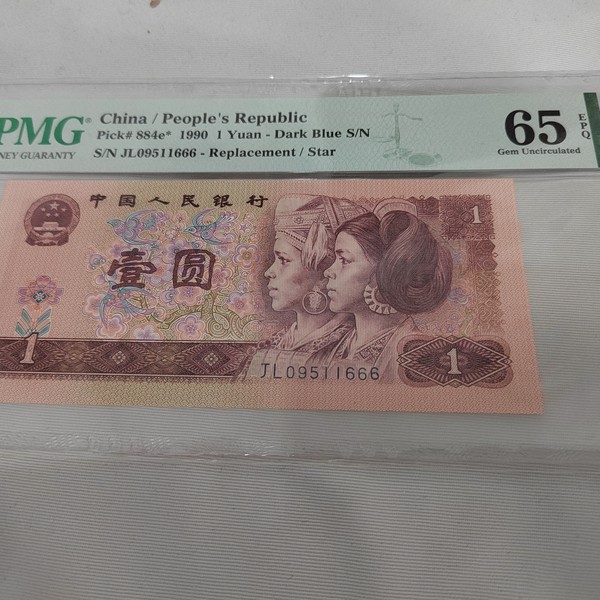 PMG®
NEY GUARANTY
China / People's Republic
Pick# 884e* 1990 1 Yuan - Dark Blue S/N
S/N JL09511666 - Replacement / Star
65 EPQ
Gem Uncirculated
中国人民银行
1
壹圆
1
1
JL09511666